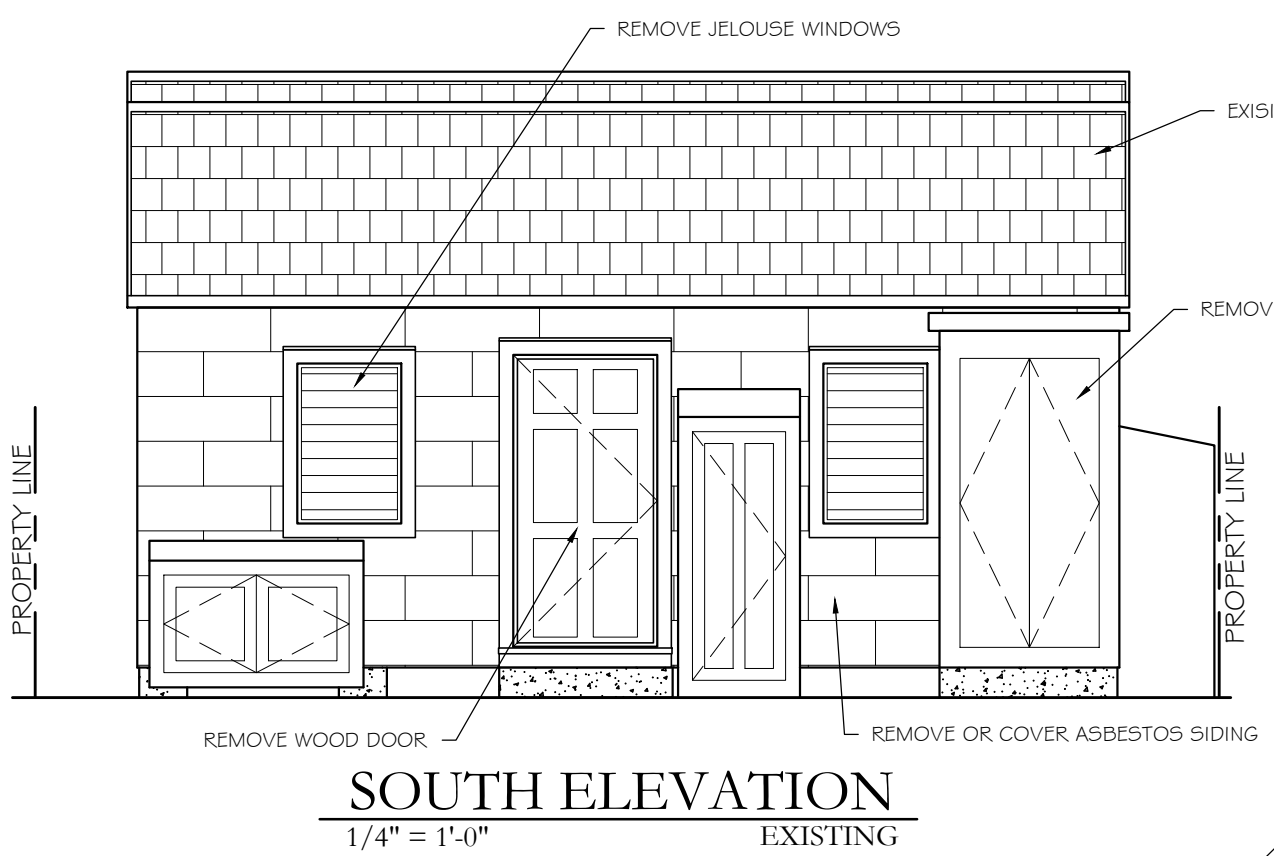 REMOVE JELOUSE WINDOWS
EXISI
REMOV
PROPERTY LINE
PROPERTY LINE
REMOVE WOOD DOOR
REMOVE OR COVER ASBESTOS SIDING
SOUTH ELEVATION
1/4" = 1'-0" EXISTING